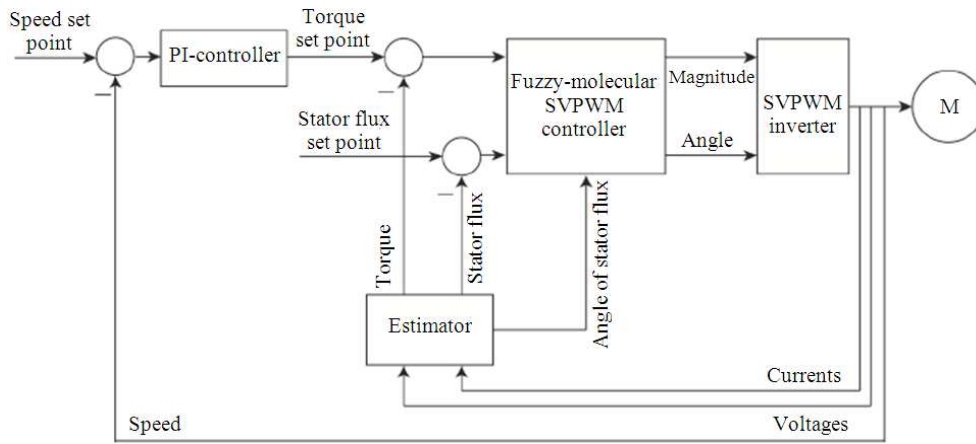 Speed set
point
PI-controller
Torque
set point
Stator flux
set point
Fuzzy-molecular
SVPWM
controller
Magnitude
Angle
SVPWM
inverter
M
Torque
Stator flux
Angle of stator flux
Estimator
Currents
Speed
Voltages